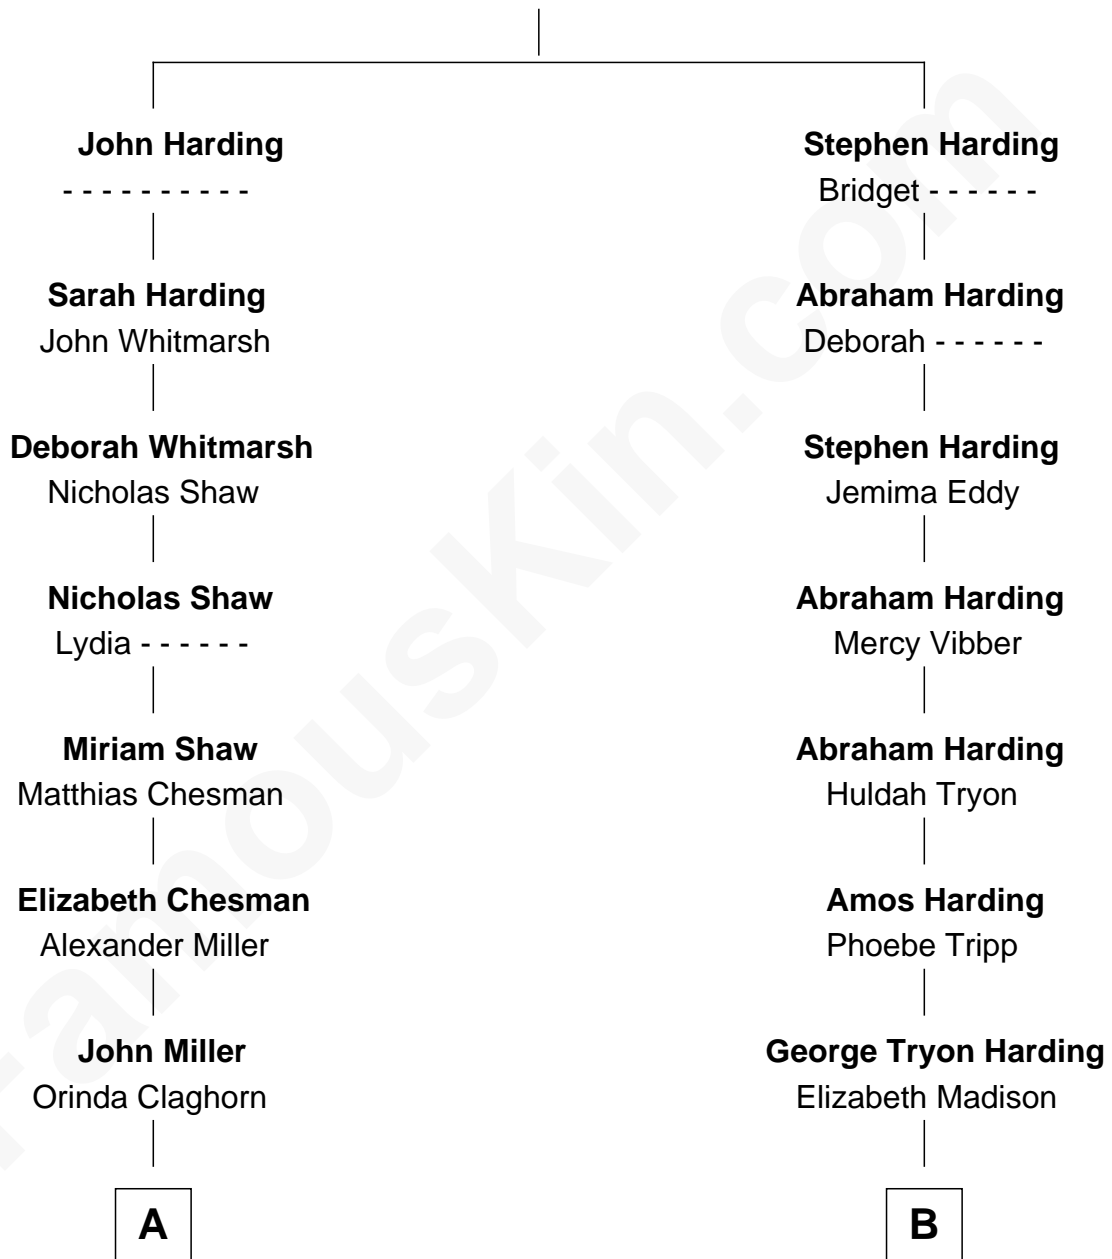 John Harding
- - - - - - - - - -
Sarah Harding
John Whitmarsh
Deborah Whitmarsh
Nicholas Shaw
Nicholas Shaw
Lydia - - - - - -
Miriam Shaw
Matthias Chesman
Elizabeth Chesman
Alexander Miller
John Miller
Orinda Claghorn
A
Stephen Harding
Bridget - - - - - -
Abraham Harding
Deborah - - - - - -
Stephen Harding
Jemima Eddy
Abraham Harding
Mercy Vibber
Abraham Harding
Huldah Tryon
Amos Harding
Phoebe Tripp
George Tryon Harding
Elizabeth Madison
B
FamousKin.com